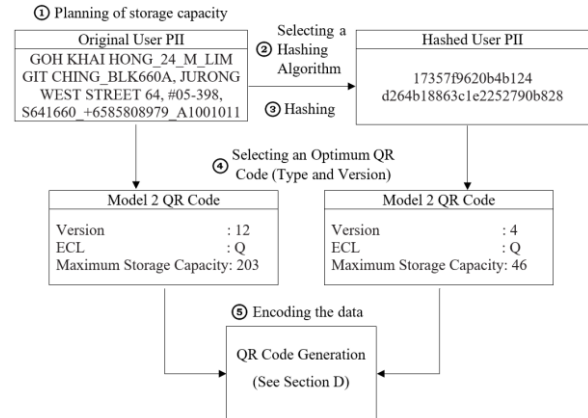 ① Planning of storage capacity
Original User PII
GOH KHAI HONG_24_M_LIM
GIT CHING_BLK660A, JURONG
WEST STREET 64, #05-398,
S641660_+6585808979_A1001011
② Selecting a
Hashing
Algorithm
③ Hashing
Hashed User PII
17357f9620b4b124
d264b18863c1e2252790b828
④ Selecting an Optimum QR
Code (Type and Version)
Model 2 QR Code
Version : 12
ECL : Q
Maximum Storage Capacity: 203
Model 2 QR Code
Version : 4
ECL : Q
Maximum Storage Capacity: 46
⑤ Encoding the data
QR Code Generation
(See Section D)